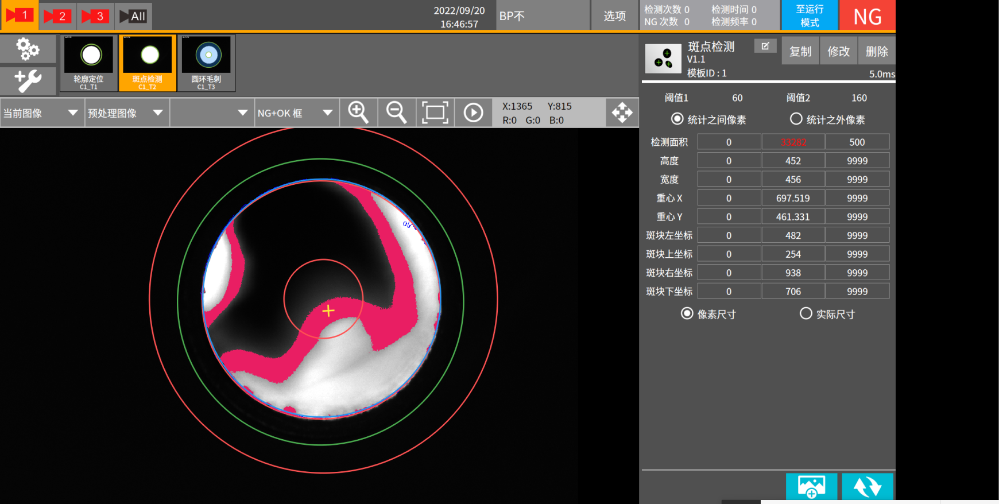 1
2
3
All
2022/09/20
16:46:57
BP不
选项
检测次数 0
检测时间 0
NG 次数 0
检测频率 0
至运行
模式
NG
轮廓定位
C1_T1
斑点检测
C1_T2
圆环毛刺
C1_T3
斑点检测
V1.1
模板ID : 1
复制
修改
删除
5.0ms
当前图像
预处理图像
NG+OK 框
X:1365 Y:815
R:0 G:0 B:0
阈值1 60 阈值2 160
统计之间像素 统计之外像素
检测面积 0 33282 500
高度 0 452 9999
宽度 0 456 9999
重心 X 0 697.519 9999
重心 Y 0 461.331 9999
斑块左坐标 0 482 9999
斑块上坐标 0 254 9999
斑块右坐标 0 938 9999
斑块下坐标 0 706 9999
像素尺寸 实际尺寸